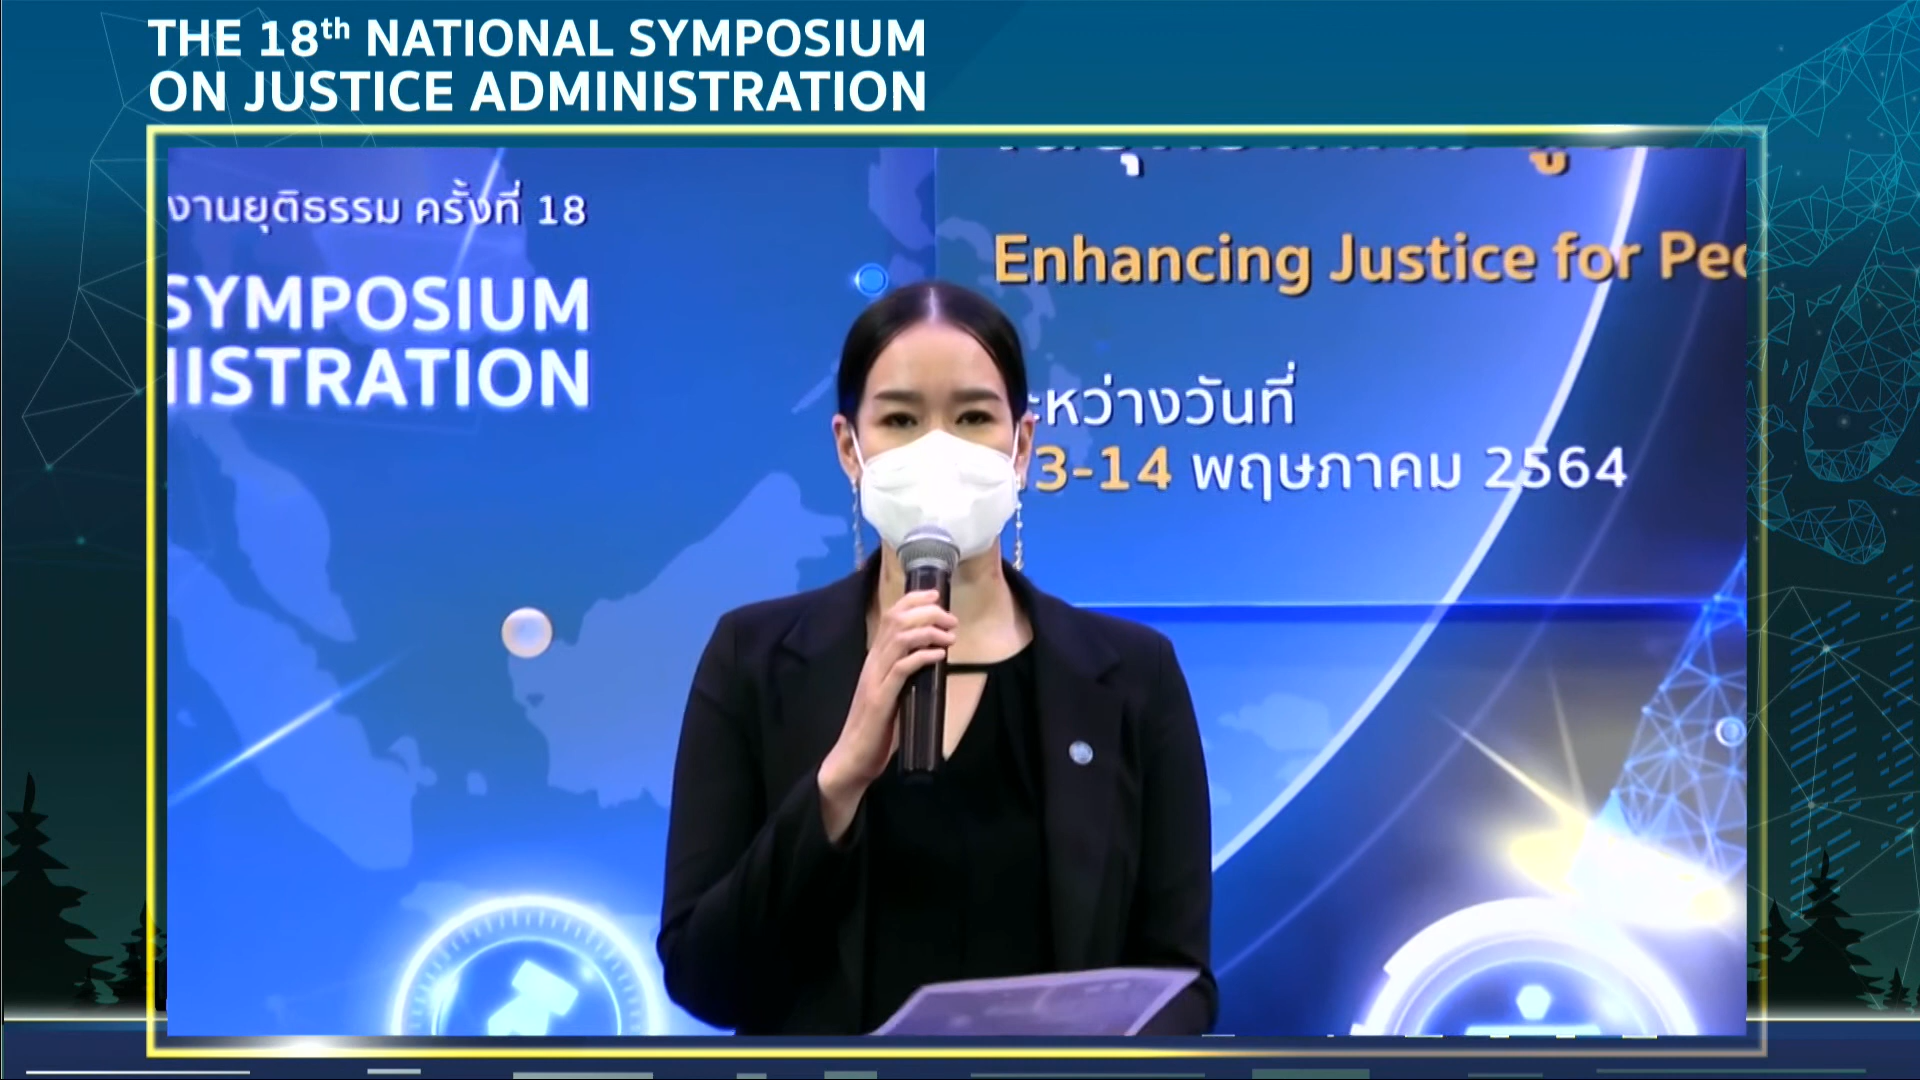 THE 18th NATIONAL SYMPOSIUM
ON JUSTICE ADMINISTRATION
งานยุติธรรม ครั้งที่ 18
SYMPOSIUM
NISTRATION
Enhancing Justice for Peo
ะหว่างวันที่
3-14 พฤษภาคม 2564